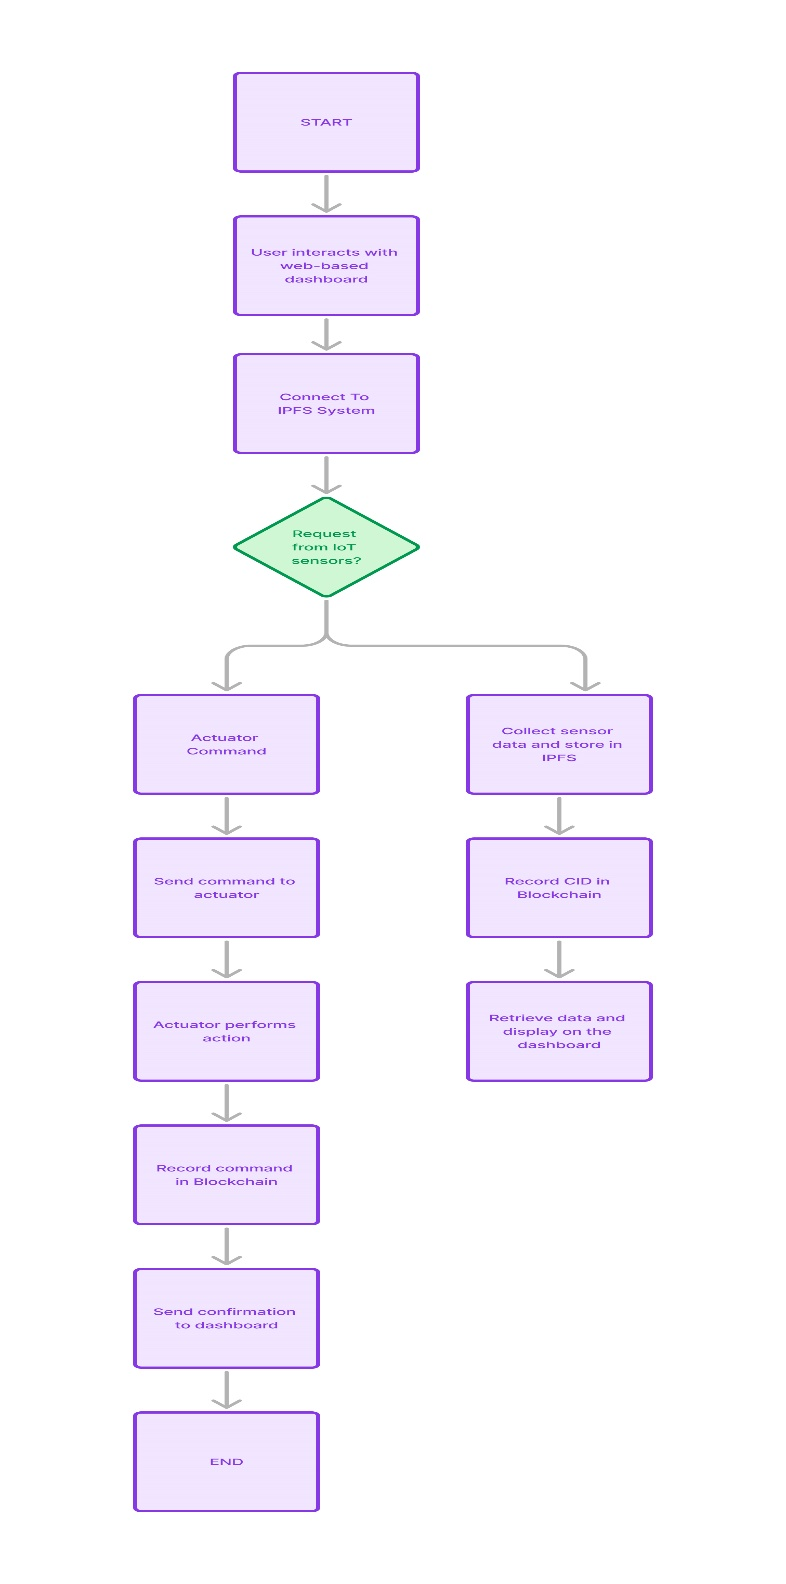 START
User interacts with
web-based
dashboard
Connect To
IPFS System
Request
from IoT
sensors?
Actuator
Command
Send command to
actuator
Actuator performs
action
Record command
in Blockchain
Send confirmation
to dashboard
END
Collect sensor
data and store in
IPFS
Record CID in
Blockchain
Retrieve data and
display on the
dashboard